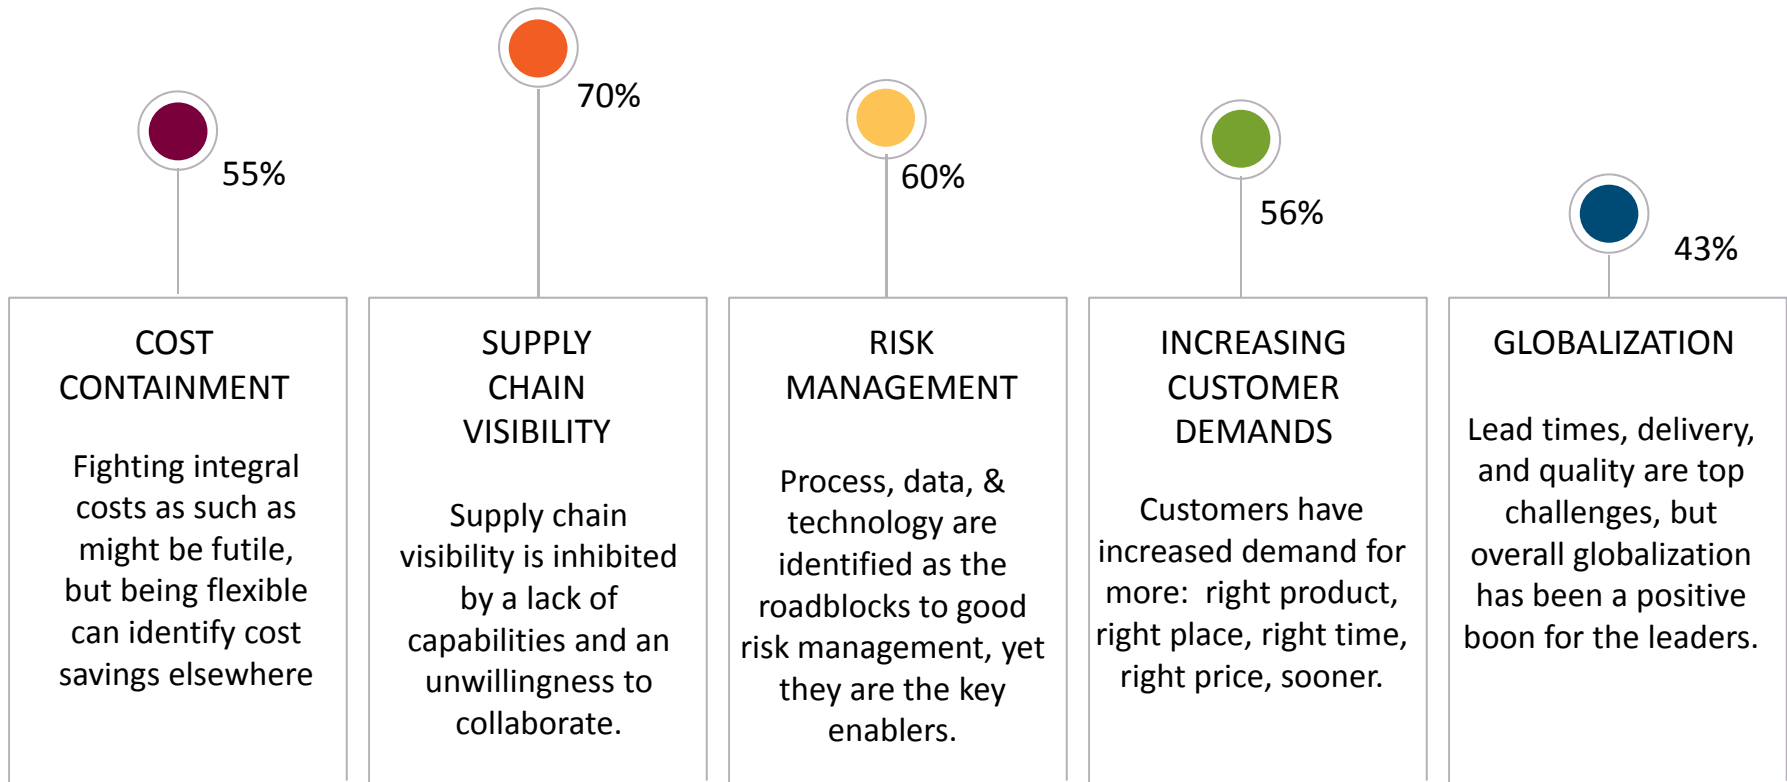 55%
70%
60%
56%
43%
COST
CONTAINMENT
Fighting integral
costs as such as
might be futile,
but being flexible
can identify cost
savings elsewhere
SUPPLY
CHAIN
VISIBILITY
Supply chain
visibility is inhibited
by a lack of
capabilities and an
unwillingness to
collaborate.
RISK
MANAGEMENT
Process, data, &
technology are
identified as the
roadblocks to good
risk management, yet
they are the key
enablers.
INCREASING
CUSTOMER
DEMANDS
Customers have
increased demand for
more:  right product,
right place, right time,
right price, sooner.
GLOBALIZATION
Lead times, delivery,
and quality are top
challenges, but
overall globalization
has been a positive
boon for the leaders.